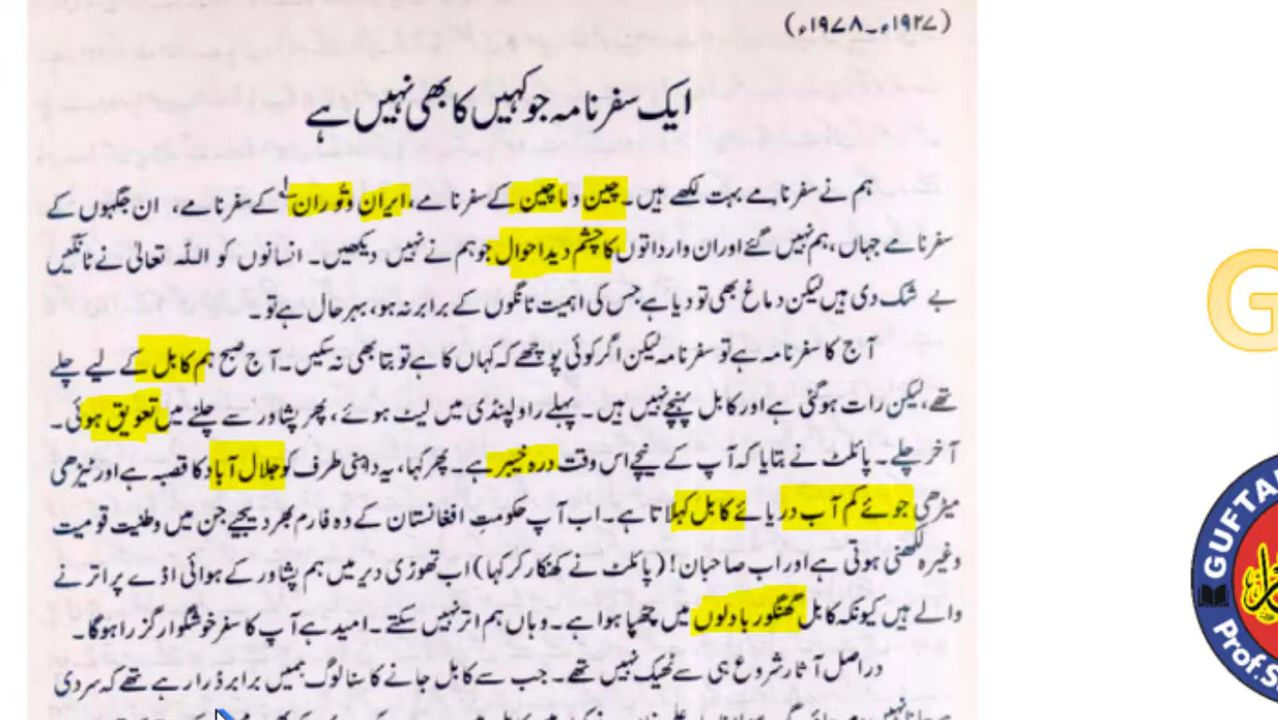 (۱۹۲۷ء۔۱۹۷۸ء)
ایک سفرنامہ جو کہیں کا بھی نہیں ہے
ہم نے سفرنامے بہت لکھے ہیں۔ چین و ماچین کے سفرنامے، ایران و توران کے سفرنامے، ان جگہوں کے
سفرنامے جہاں، ہم نہیں گئے اور ان وارداتوں کا چشم دید احوال جو ہم نے نہیں دیکھیں۔ انسانوں کو اللہ تعالیٰ نے ٹانگیں
بے شک دی ہیں لیکن دماغ بھی تو دیا ہے جس کی اہمیت ٹانگوں کے برابر نہ ہو، بہرحال ہے تو۔
آج کا سفرنامہ ہے تو سفرنامہ لیکن اگر کوئی پوچھے کہ کہاں کا ہے تو بتا بھی نہ سکیں۔ آج صبح ہم کابل کے لیے چلے
تھے، لیکن رات ہوگئی ہے اور کابل پہنچے نہیں ہیں۔ پہلے راولپنڈی میں لیٹ ہوئے، پھر پشاور سے چلنے میں تعویق ہوئی۔
آخر چلے۔ پائلٹ نے بتایا کہ آپ کے نیچے اس وقت درہ خیبر ہے۔ پھر کہا، یہ داہنی طرف کو جلال آباد کا قصبہ ہے اور ٹیڑھی
میڑھی جوئے کم آب دریائے کابل کہلاتا ہے۔ اب آپ حکومتِ افغانستان کے وہ فارم بھر دیجیے جن میں وطنیت قومیت
وغیرہ لکھنی ہوتی ہے اور اب صاحبان! (پائلٹ نے کھنکار کر کہا) اب تھوڑی دیر میں ہم پشاور کے ہوائی اڈے پر اترنے
والے ہیں کیونکہ کابل گھنگور بادلوں میں چھپا ہوا ہے۔ وہاں ہم اتر نہیں سکتے۔ امید ہے آپ کا سفر خوشگوار گزرا ہوگا۔
دراصل آثار شروع ہی سے ٹھیک نہیں تھے۔ جب سے کابل جانے کا سنا لوگ ہمیں برابر ڈرا رہے تھے کہ سردی
G
GUFTA
Prof.S